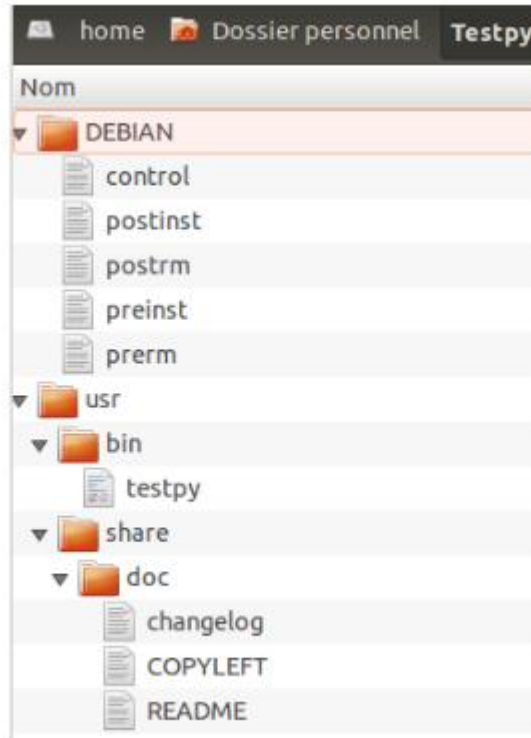 home Dossier personnel Testpy
Nom
DEBIAN
control
postinst
postrm
preinst
prerm
usr
bin
testpy
share
doc
changelog
COPYLEFT
README